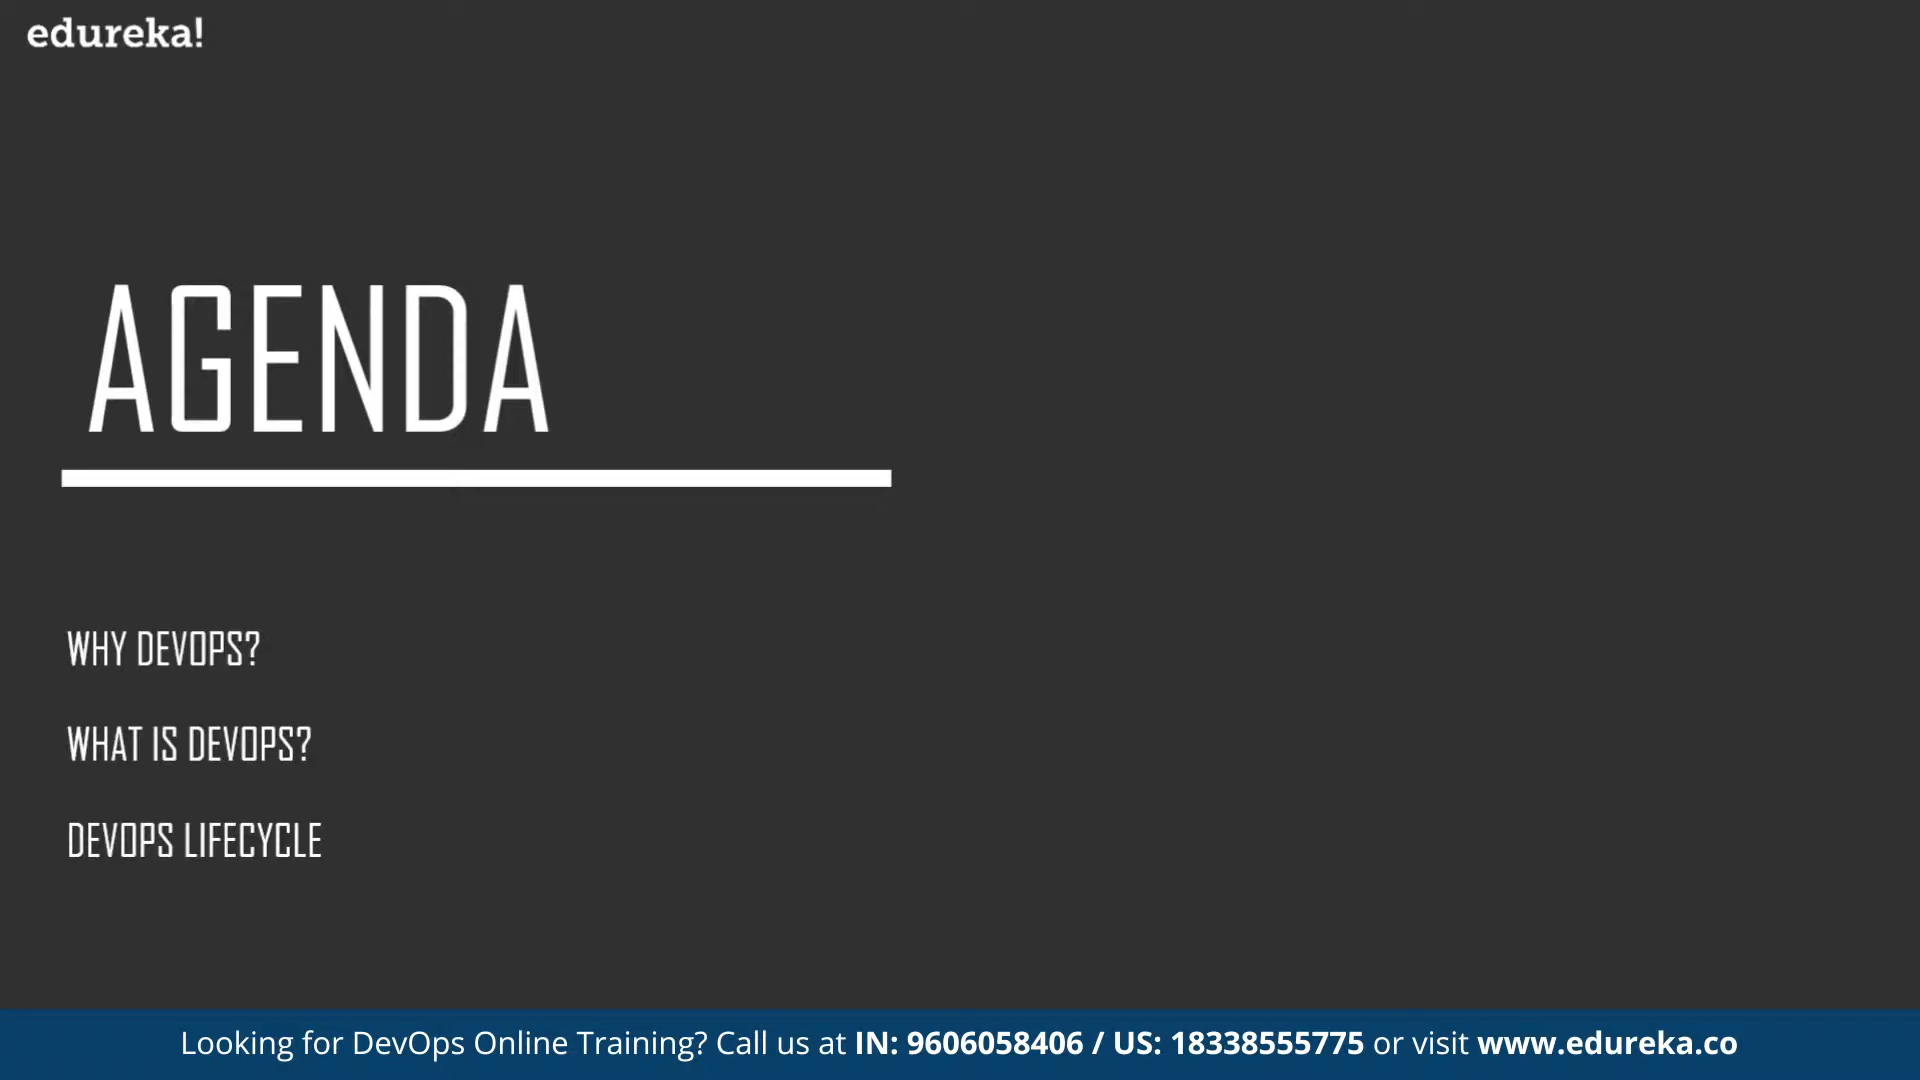 edureka!
AGENDA
WHY DEVOPS?
WHAT IS DEVOPS?
DEVOPS LIFECYCLE
Looking for DevOps Online Training? Call us at IN: 9606058406 / US: 18338555775 or visit www.edureka.co